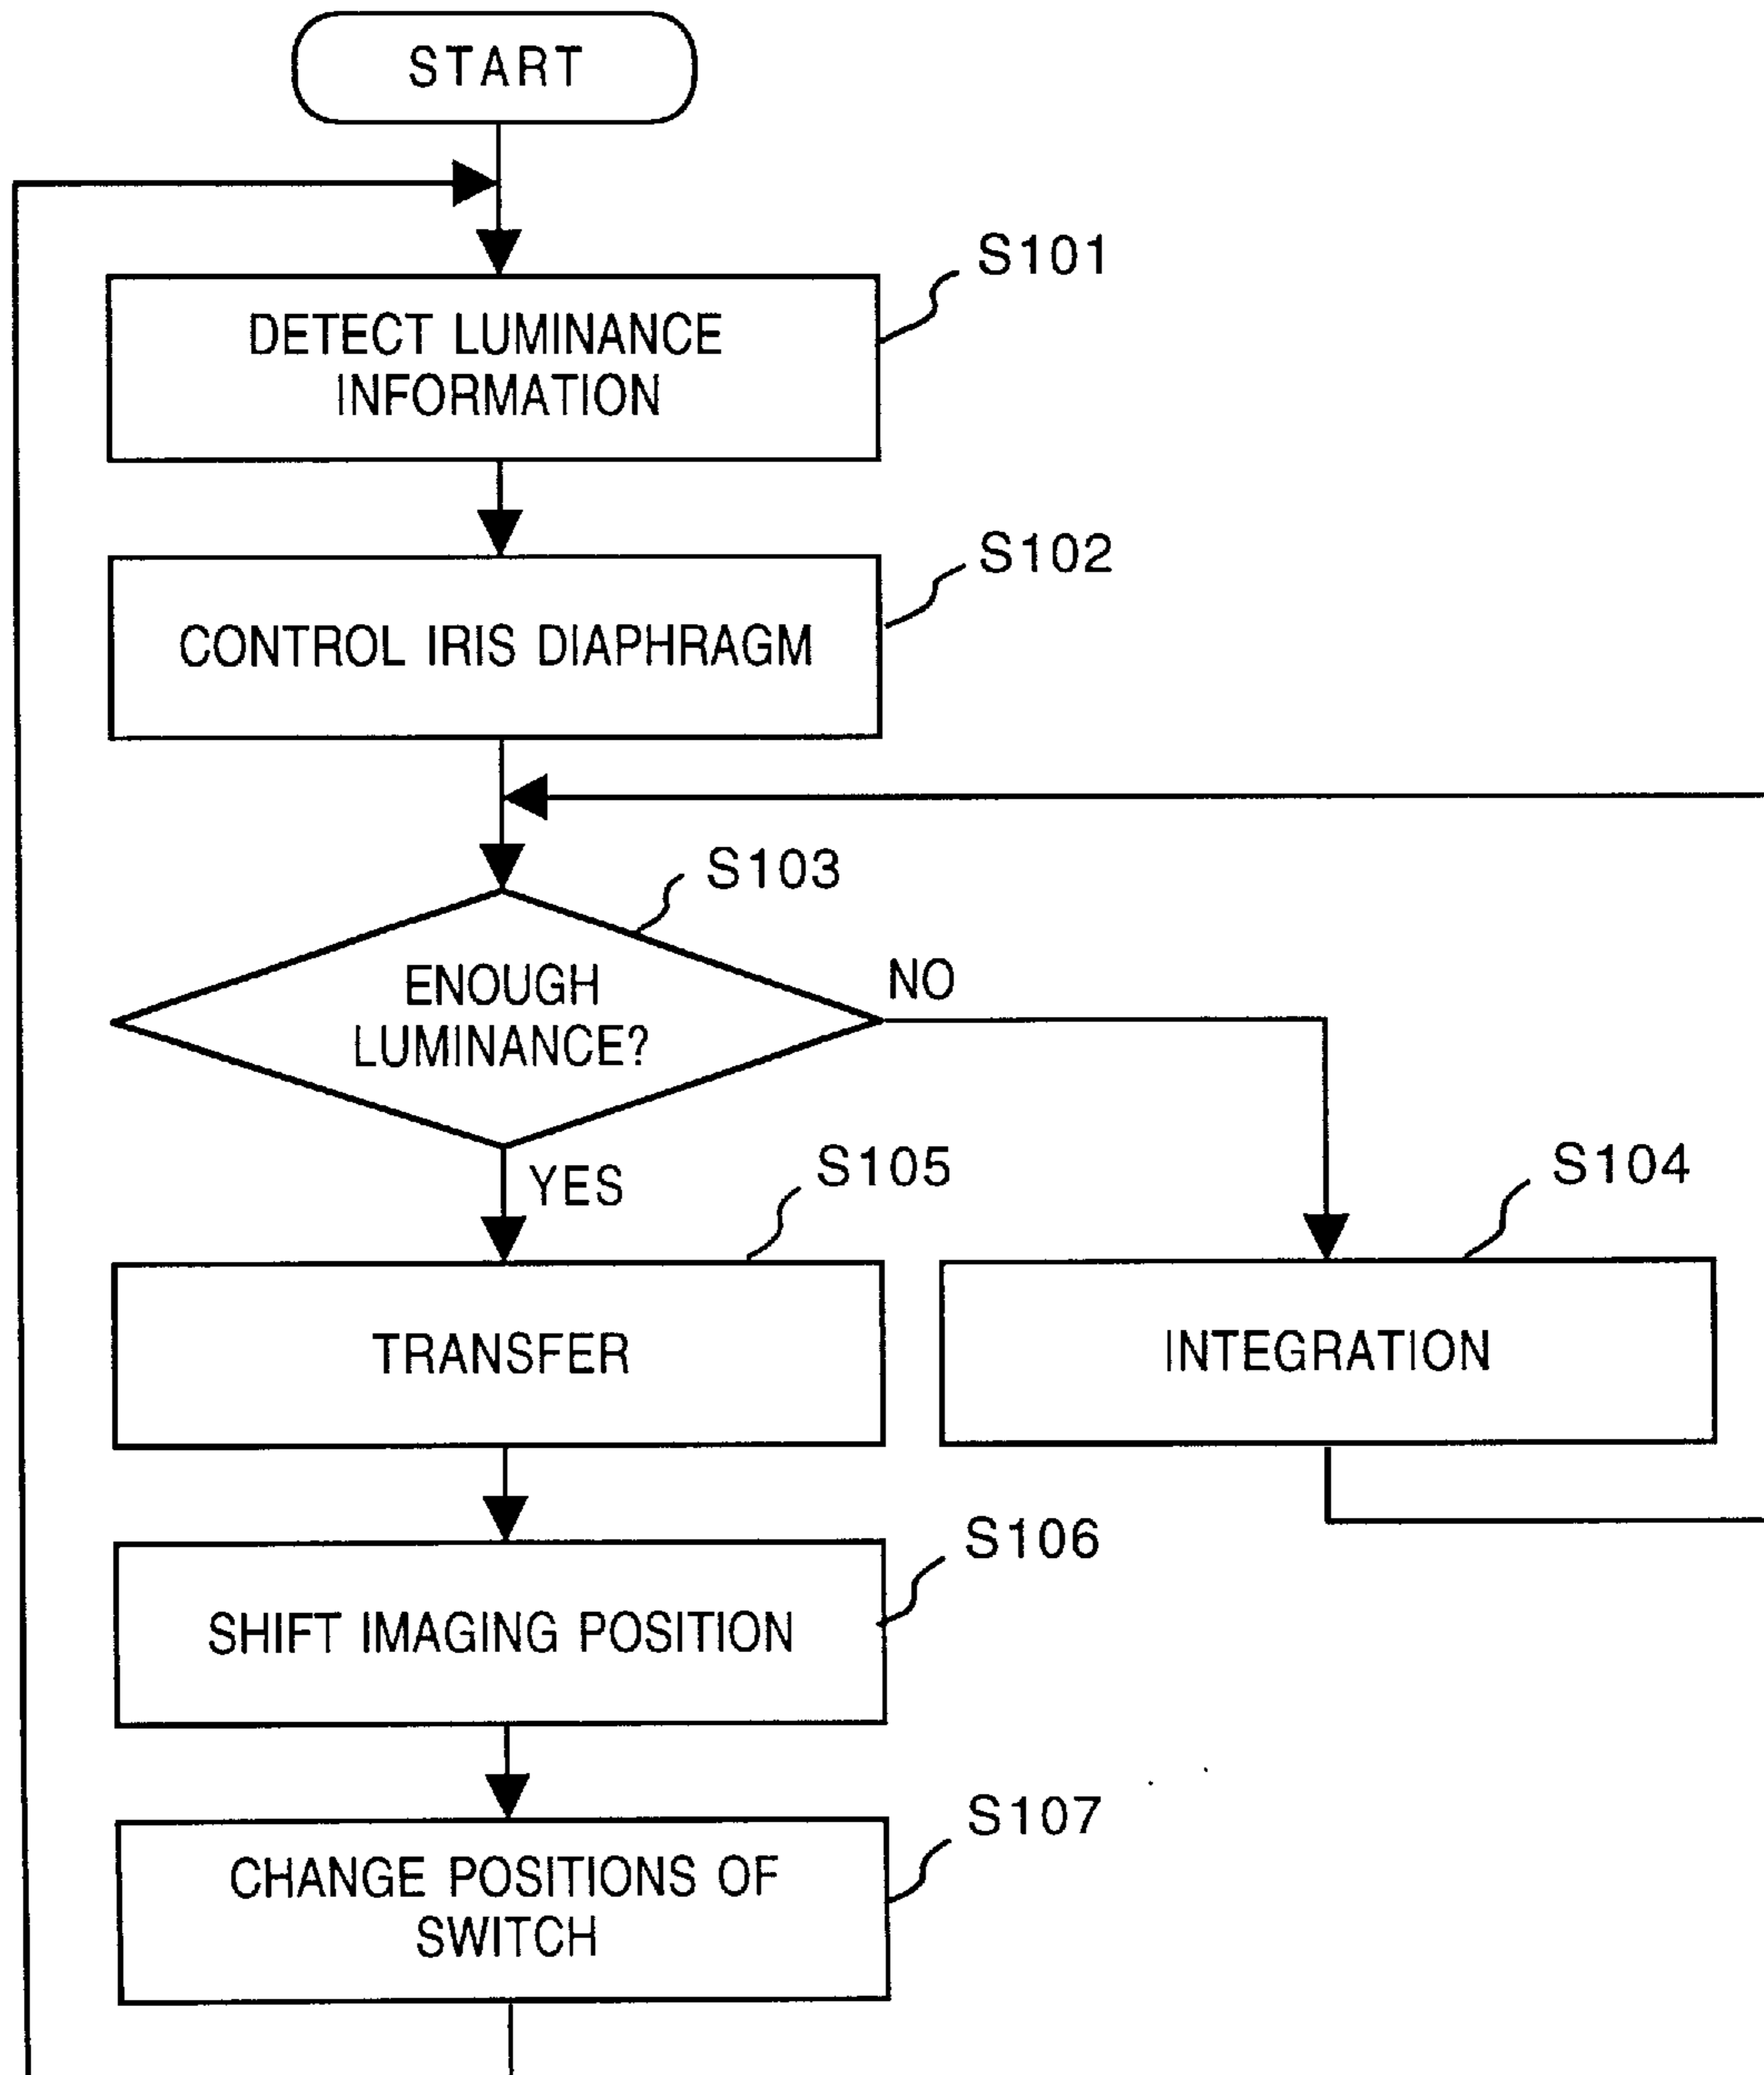 START
S101
DETECT LUMINANCE
INFORMATION
S102
CONTROL IRIS DIAPHRAGM
S103
ENOUGH
LUMINANCE?
NO
YES
S105
S104
TRANSFER
INTEGRATION
S106
SHIFT IMAGING POSITION
S107
CHANGE POSITIONS OF
SWITCH